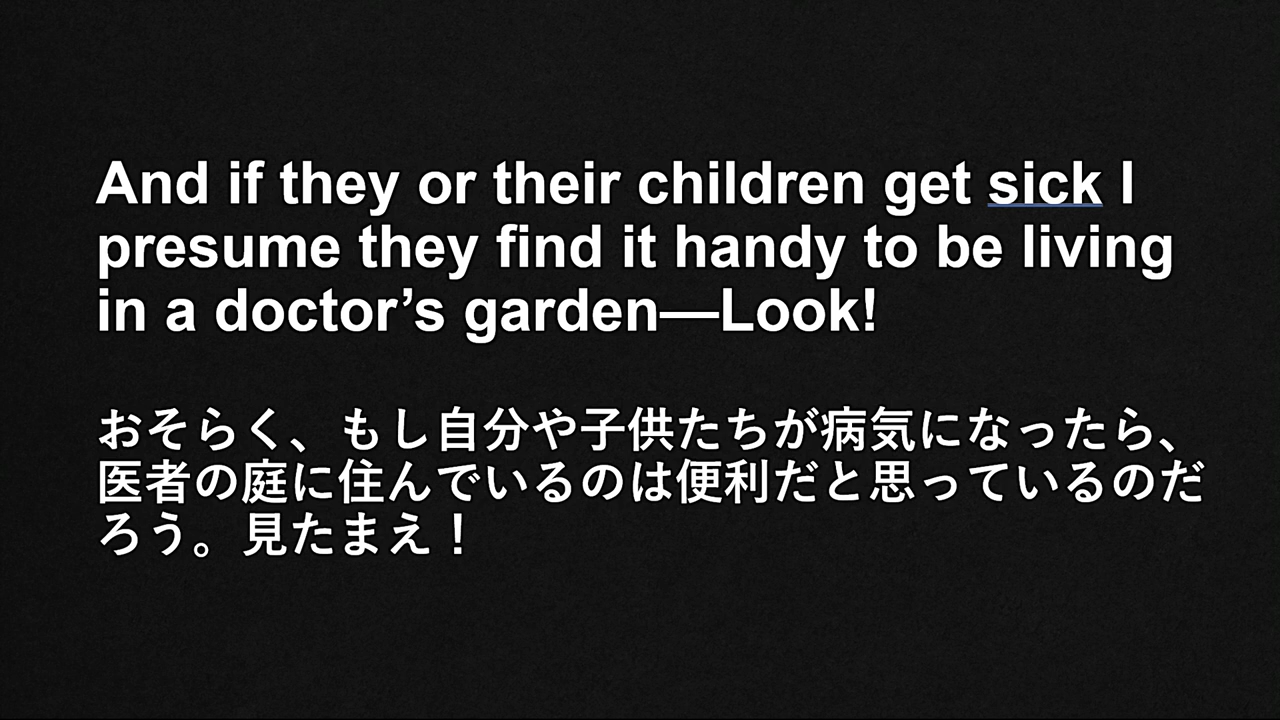 And if they or their children get sick I
presume they find it handy to be living
in a doctor’s garden—Look!
おそらく、もし自分や子供たちが病気になったら、
医者の庭に住んでいるのは便利だと思っているのだ
ろう。見たまえ！